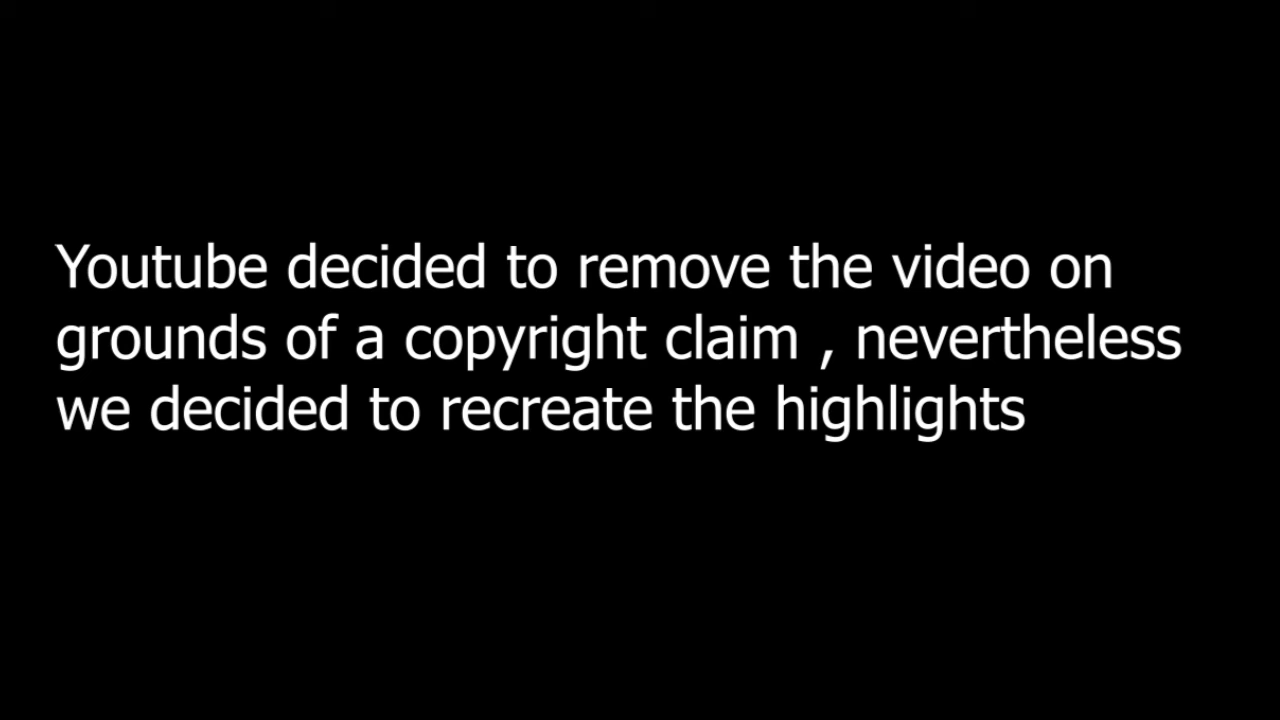 Youtube decided to remove the video on
grounds of a copyright claim , nevertheless
we decided to recreate the highlights